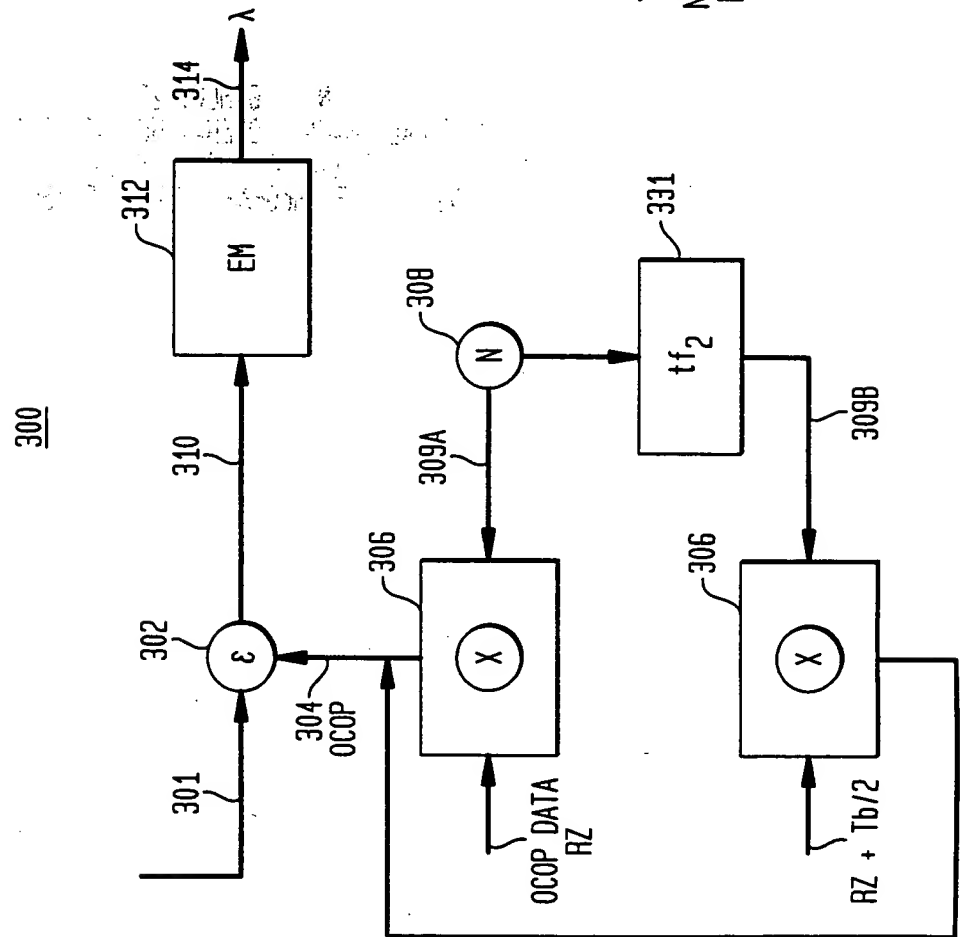 300
301
302
ε
310
312
EM
314
λ
304
OCOP
306
X
309A
308
N
OCOP DATA
RZ
331
tf2
309B
306
X
RZ + Tb/2
N